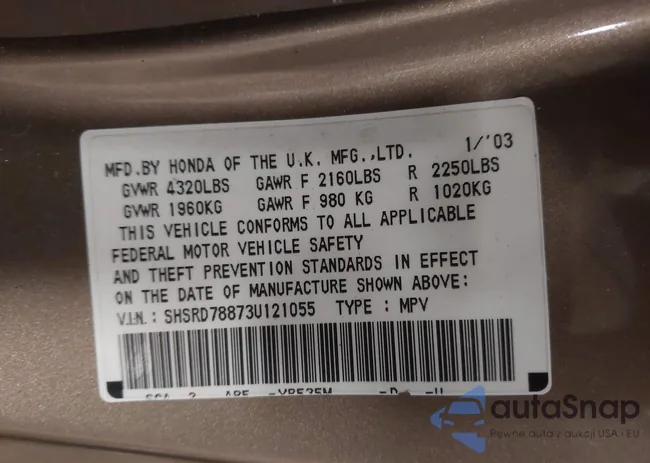 MFD.BY HONDA OF THE U.K. MFG.,LTD. 1/'03
GVWR 4320LBS GAWR F 2160LBS R 2250LBS
GVWR 1960KG GAWR F 980 KG R 1020KG
THIS VEHICLE CONFORMS TO ALL APPLICABLE
FEDERAL MOTOR VEHICLE SAFETY
AND THEFT PREVENTION STANDARDS IN EFFECT
ON THE DATE OF MANUFACTURE SHOWN ABOVE:
V.I.N.: SHSRD78873U121055 TYPE : MPV
autaSnap
Pewne auta z aukcji USA i EU